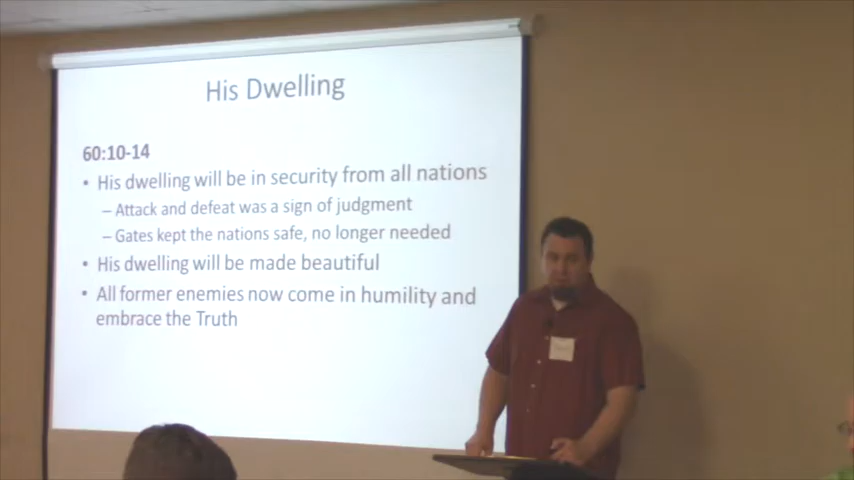 His Dwelling
60:10-14
• His dwelling will be in security from all nations
– Attack and defeat was a sign of judgment
– Gates kept the nations safe, no longer needed
• His dwelling will be made beautiful
• All former enemies now come in humility and
embrace the Truth